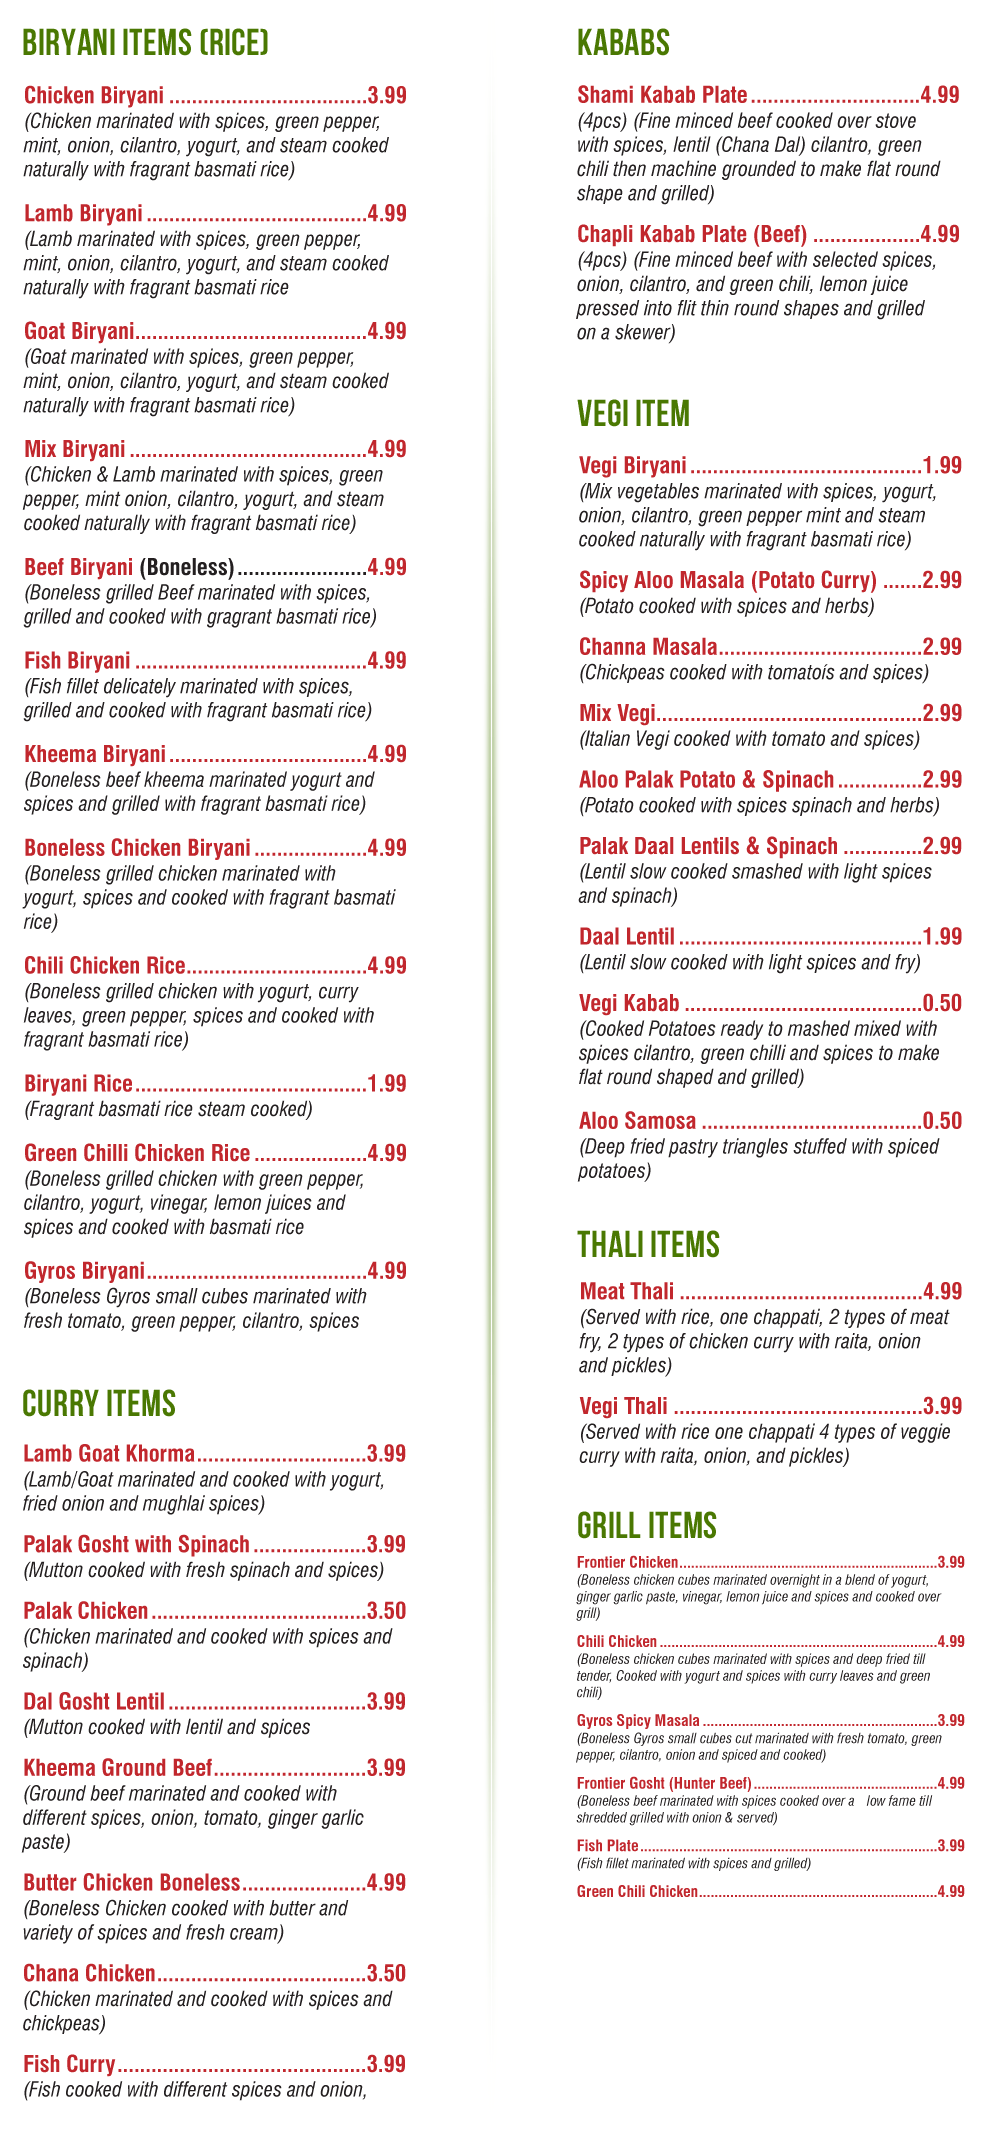 BIRYANI ITEMS (RICE)
Chicken Biryani ...................................3.99
(Chicken marinated with spices, green pepper,
mint, onion, cilantro, yogurt, and steam cooked
naturally with fragrant basmati rice)
Lamb Biryani .......................................4.99
(Lamb marinated with spices, green pepper,
mint, onion, cilantro, yogurt, and steam cooked
naturally with fragrant basmati rice
Goat Biryani.........................................4.99
(Goat marinated with spices, green pepper,
mint, onion, cilantro, yogurt, and steam cooked
naturally with fragrant basmati rice)
Mix Biryani ..........................................4.99
(Chicken & Lamb marinated with spices, green
pepper, mint onion, cilantro, yogurt, and steam
cooked naturally with fragrant basmati rice)
Beef Biryani (Boneless).......................4.99
(Boneless grilled Beef marinated with spices,
grilled and cooked with gragrant basmati rice)
Fish Biryani .........................................4.99
(Fish fillet delicately marinated with spices,
grilled and cooked with fragrant basmati rice)
Kheema Biryani ...................................4.99
(Boneless beef kheema marinated yogurt and
spices and grilled with fragrant basmati rice)
Boneless Chicken Biryani ....................4.99
(Boneless grilled chicken marinated with
yogurt, spices and cooked with fragrant basmati
rice)
Chili Chicken Rice................................4.99
(Boneless grilled chicken with yogurt, curry
leaves, green pepper, spices and cooked with
fragrant basmati rice)
Biryani Rice.........................................1.99
(Fragrant basmati rice steam cooked)
Green Chilli Chicken Rice ....................4.99
(Boneless grilled chicken with green pepper,
cilantro, yogurt, vinegar, lemon juices and
spices and cooked with basmati rice
Gyros Biryani.......................................4.99
(Boneless Gyros small cubes marinated with
fresh tomato, green pepper, cilantro, spices
CURRY ITEMS
Lamb Goat Khorma..............................3.99
(Lamb/Goat marinated and cooked with yogurt,
fried onion and mughlai spices)
Palak Gosht with Spinach ....................3.99
(Mutton cooked with fresh spinach and spices)
Palak Chicken ......................................3.50
(Chicken marinated and cooked with spices and
spinach)
Dal Gosht Lentil ...................................3.99
(Mutton cooked with lentil and spices
Kheema Ground Beef...........................3.99
(Ground beef marinated and cooked with
different spices, onion, tomato, ginger garlic
paste)
Butter Chicken Boneless......................4.99
(Boneless Chicken cooked with butter and
variety of spices and fresh cream)
Chana Chicken.....................................3.50
(Chicken marinated and cooked with spices and
chickpeas)
Fish Curry............................................3.99
(Fish cooked with different spices and onion,
KABABS
Shami Kabab Plate..............................4.99
(4pcs) (Fine minced beef cooked over stove
with spices, lentil (Chana Dal) cilantro, green
chili then machine grounded to make flat round
shape and grilled)
Chapli Kabab Plate (Beef) ...................4.99
(4pcs) (Fine minced beef with selected spices,
onion, cilantro, and green chili, lemon juice
pressed into flit thin round shapes and grilled
on a skewer)
VEGI ITEM
Vegi Biryani .........................................1.99
(Mix vegetables marinated with spices, yogurt,
onion, cilantro, green pepper mint and steam
cooked naturally with fragrant basmati rice)
Spicy Aloo Masala (Potato Curry) .......2.99
(Potato cooked with spices and herbs)
Channa Masala....................................2.99
(Chickpeas cooked with tomatoís and spices)
Mix Vegi...............................................2.99
(Italian Vegi cooked with tomato and spices)
Aloo Palak Potato & Spinach ...............2.99
(Potato cooked with spices spinach and herbs)
Palak Daal Lentils & Spinach ..............2.99
(Lentil slow cooked smashed with light spices
and spinach)
Daal Lentil ...........................................1.99
(Lentil slow cooked with light spices and fry)
Vegi Kabab ..........................................0.50
(Cooked Potatoes ready to mashed mixed with
spices cilantro, green chilli and spices to make
flat round shaped and grilled)
Aloo Samosa .......................................0.50
(Deep fried pastry triangles stuffed with spiced
potatoes)
THALI ITEMS
Meat Thali ...........................................4.99
(Served with rice, one chappati, 2 types of meat
fry, 2 types of chicken curry with raita, onion
and pickles)
Vegi Thali ............................................3.99
(Served with rice one chappati 4 types of veggie
curry with raita, onion, and pickles)
GRILL ITEMS
Frontier Chicken..................................................................3.99
(Boneless chicken cubes marinated overnight in a blend of yogurt,
ginger garlic paste, vinegar, lemon juice and spices and cooked over
grill)
Chili Chicken .......................................................................4.99
(Boneless chicken cubes marinated with spices and deep fried till
tender, Cooked with yogurt and spices with curry leaves and green
chili)
Gyros Spicy Masala ............................................................3.99
(Boneless Gyros small cubes cut marinated with fresh tomato, green
pepper, cilantro, onion and spiced and cooked)
Frontier Gosht (Hunter Beef)...............................................4.99
(Boneless beef marinated with spices cooked over a low fame till
shredded grilled with onion & served)
Fish Plate............................................................................3.99
(Fish fillet marinated with spices and grilled)
Green Chili Chicken.............................................................4.99